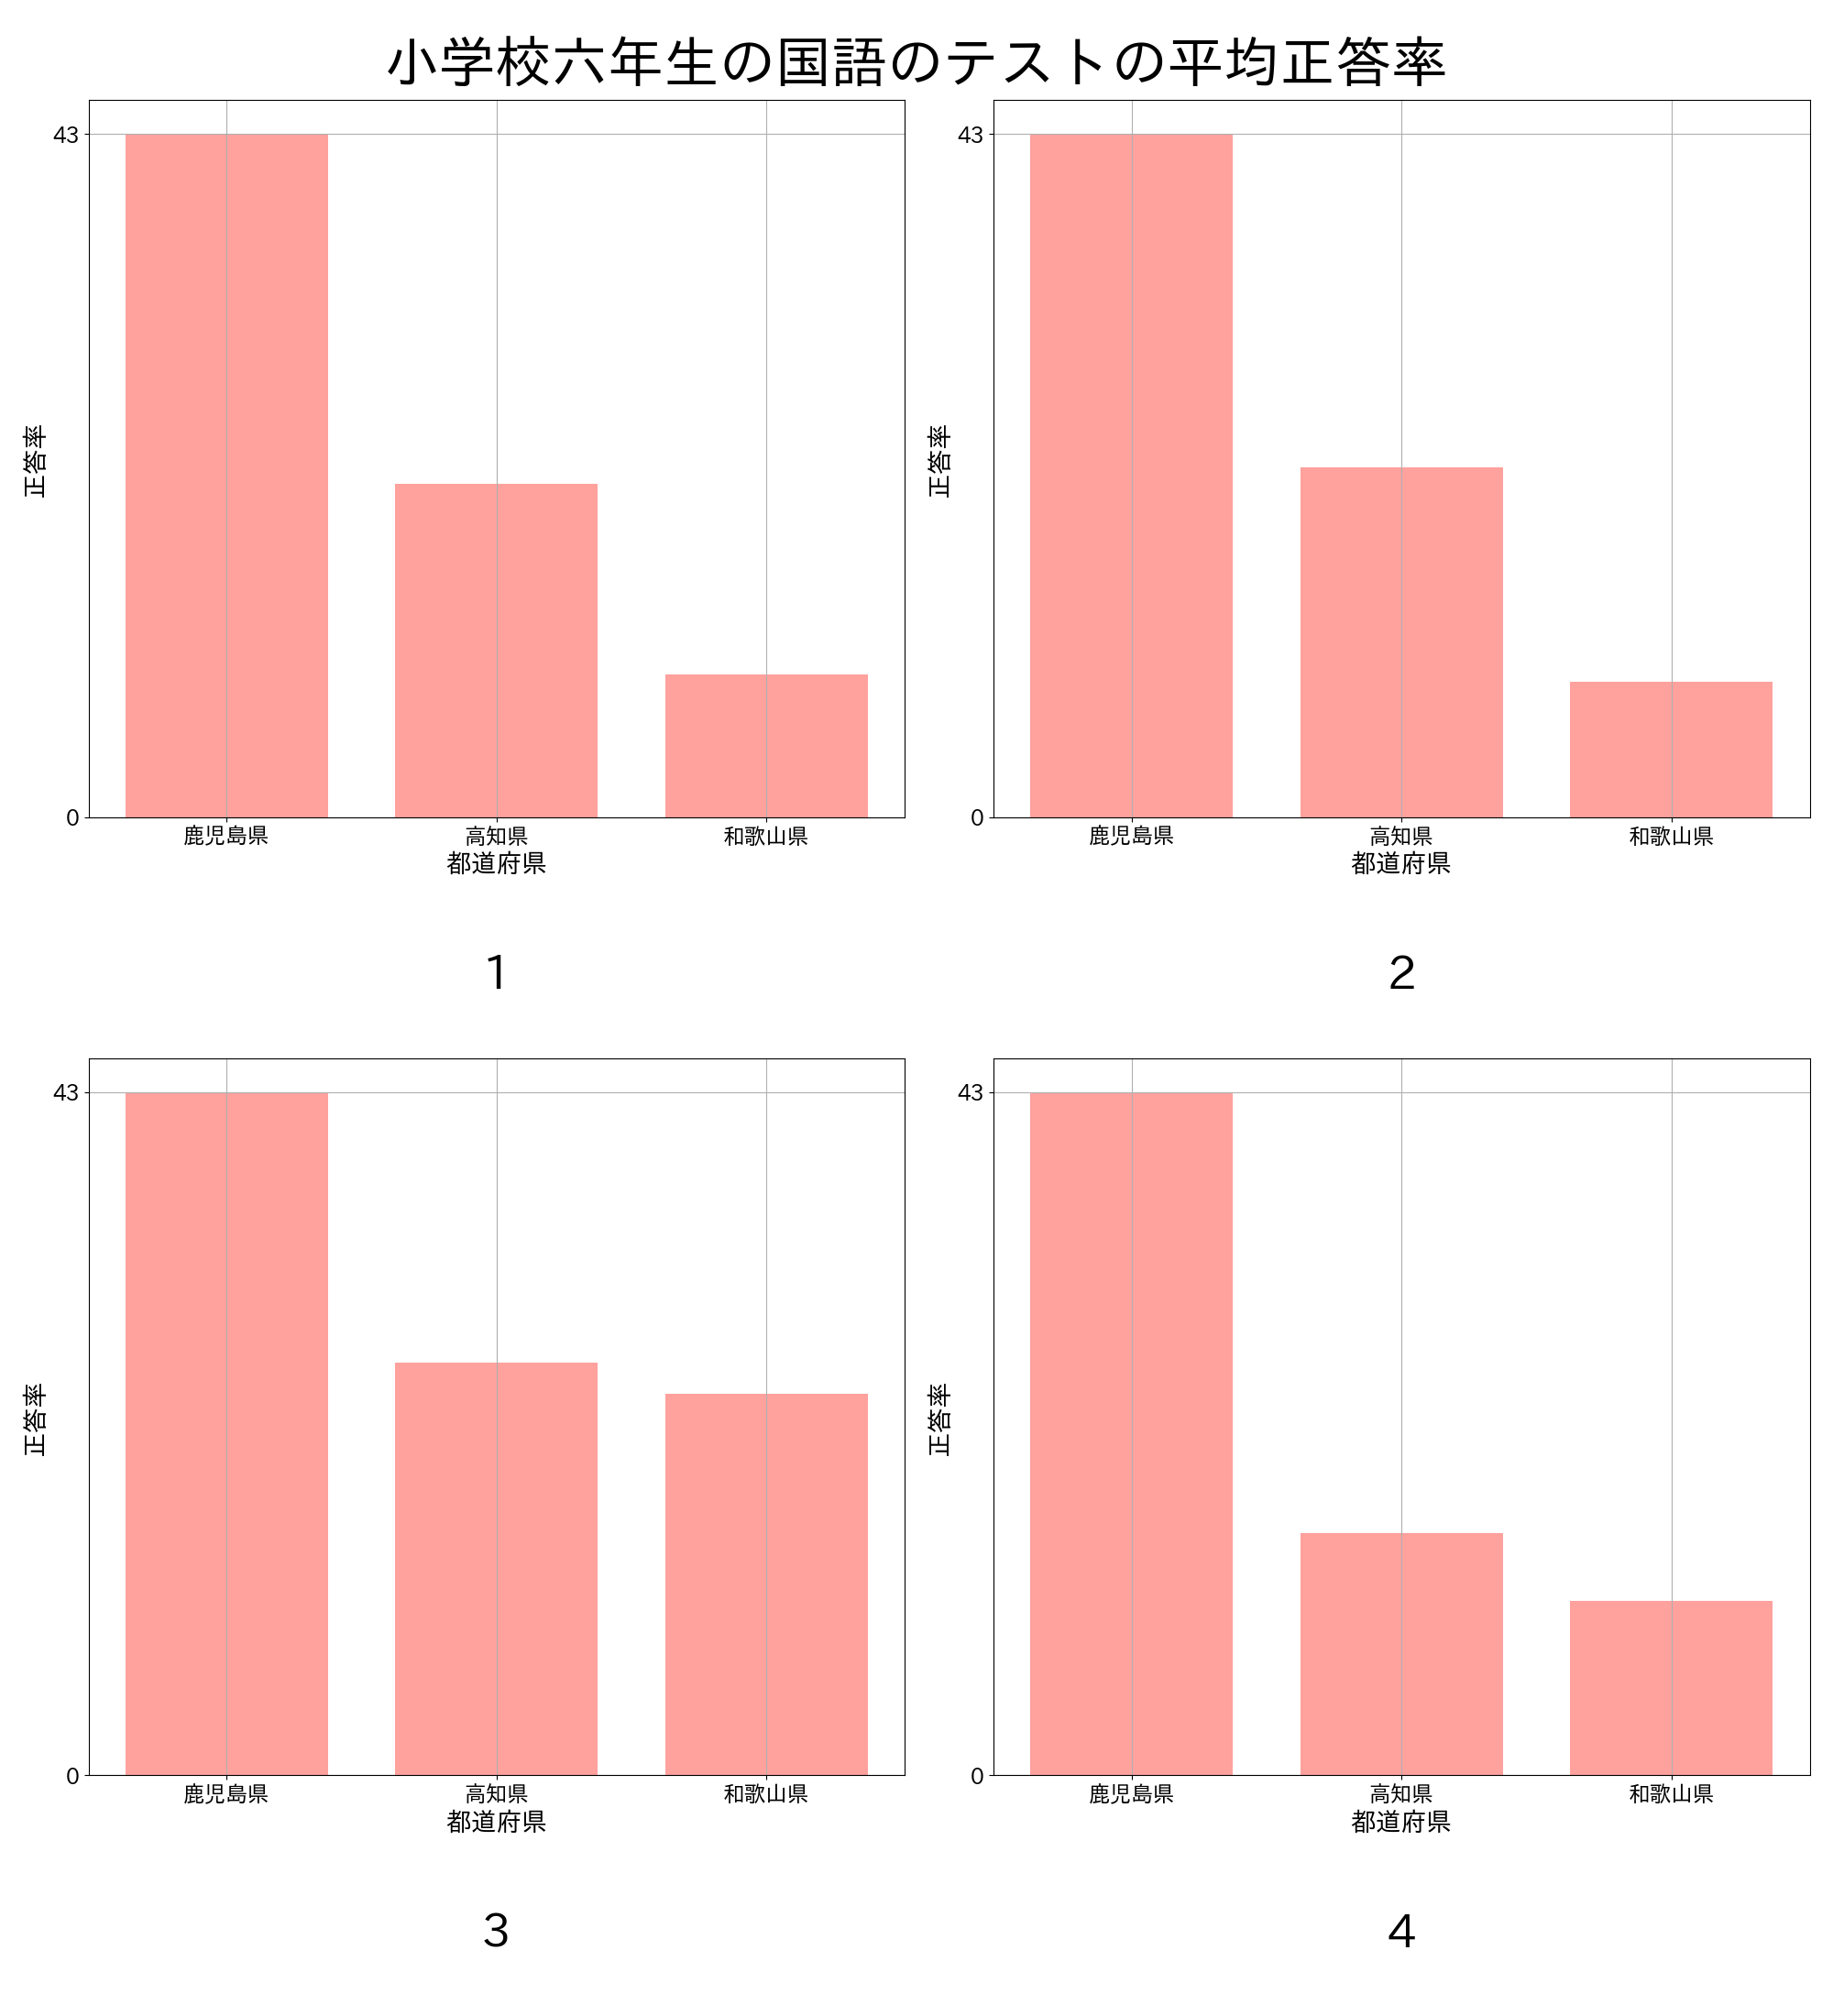 小学校六年生の国語のテストの平均正答率
43
正答率
0
鹿児島県 高知県 和歌山県
都道府県
1
43
正答率
0
鹿児島県 高知県 和歌山県
都道府県
2
43
正答率
0
鹿児島県 高知県 和歌山県
都道府県
3
43
正答率
0
鹿児島県 高知県 和歌山県
都道府県
4